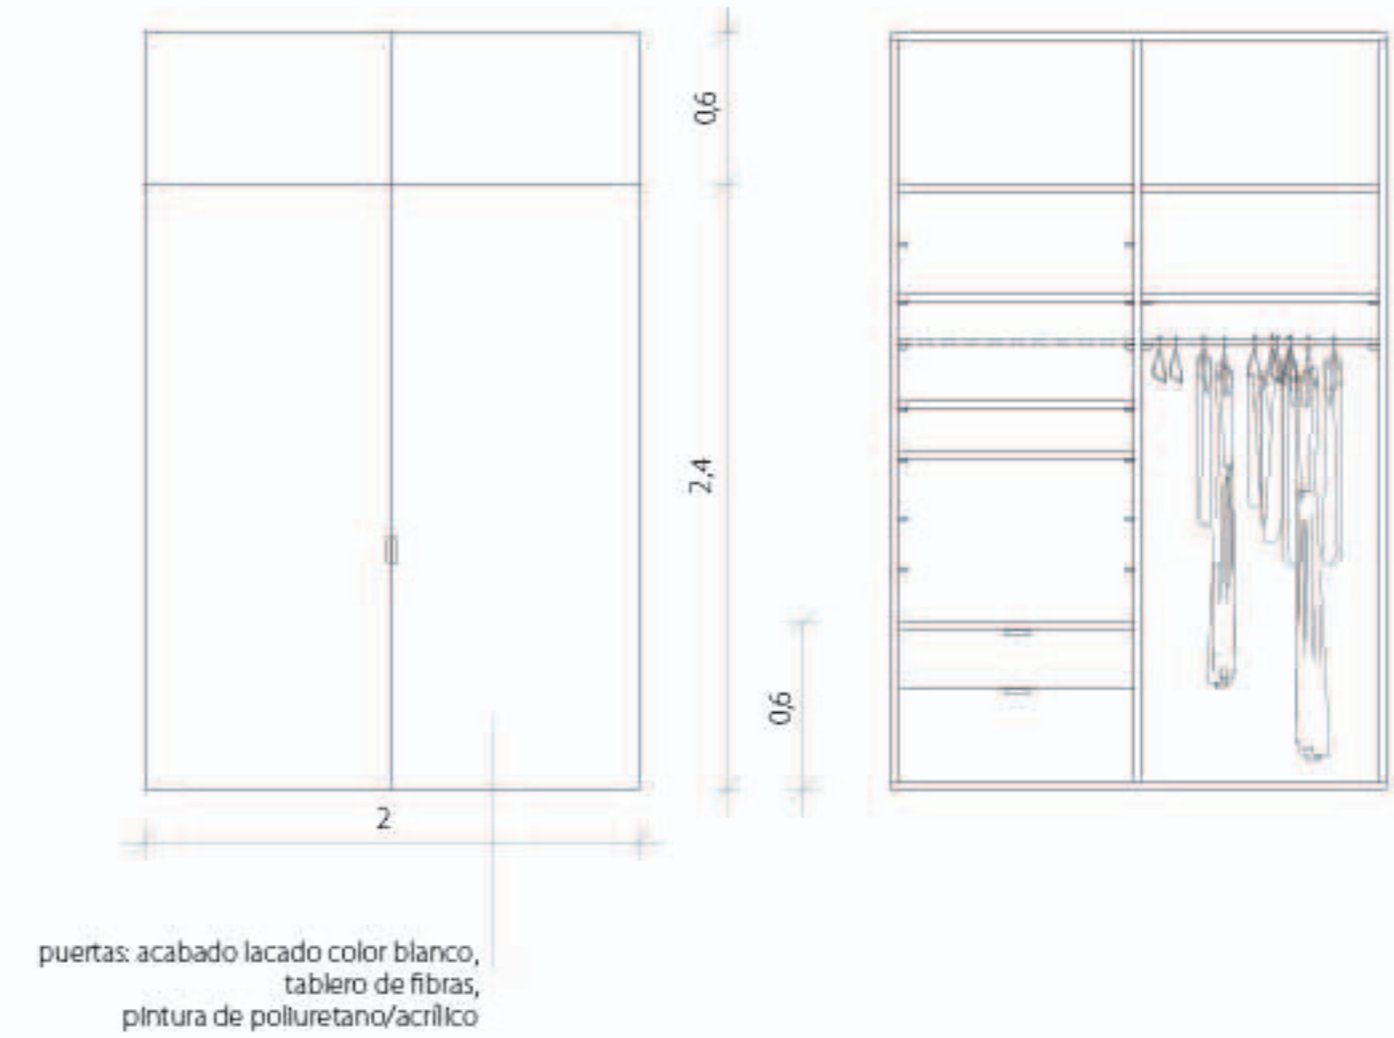 0,6
2,4
0,6
2
puertas: acabado lacado color blanco,
tablero de fibras,
pintura de poliuretano/acrílico